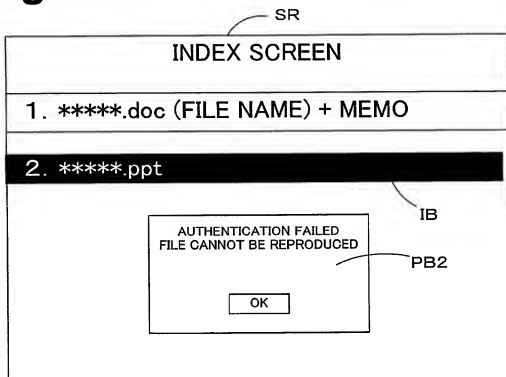 SR
INDEX SCREEN
1. *****.doc (FILE NAME) + MEMO
2. *****.ppt
IB
AUTHENTICATION FAILED
FILE CANNOT BE REPRODUCED
PB2
OK